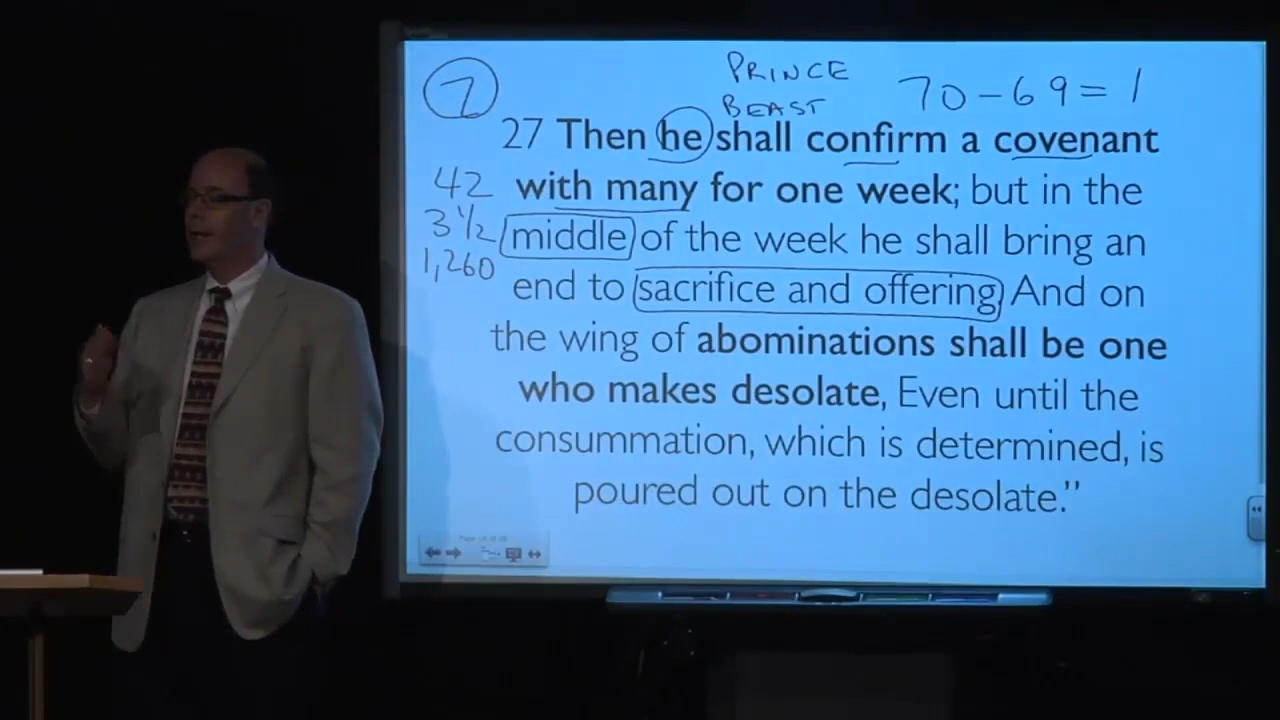 PRINCE
7 BEAST 70-69=1
27 Then he shall confirm a covenant
42 with many for one week; but in the
3 1/2 middle of the week he shall bring an
1,260 end to sacrifice and offering. And on
the wing of abominations shall be one
who makes desolate, Even until the
consummation, which is determined, is
poured out on the desolate."